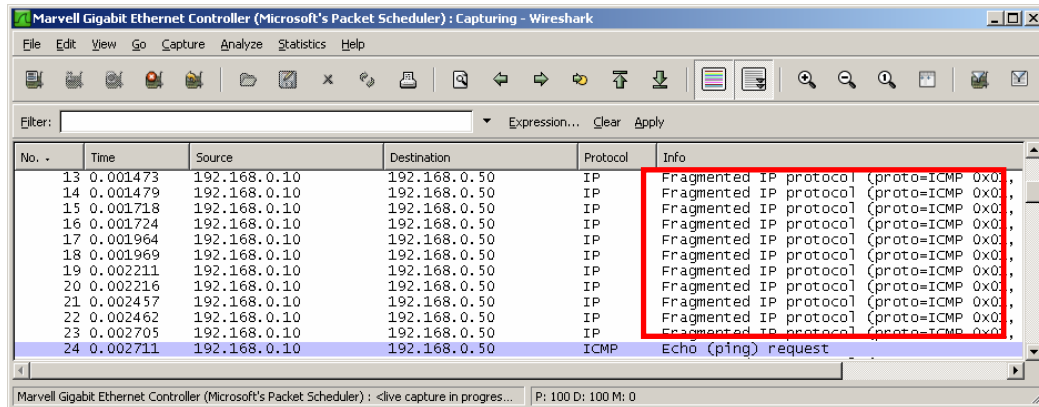 Marvell Gigabit Ethernet Controller (Microsoft's Packet Scheduler) : Capturing - Wireshark
File Edit View Go Capture Analyze Statistics Help
Filter: Expression... Clear Apply
No. - Time Source Destination Protocol Info
13 0.001473 192.168.0.10 192.168.0.50 IP Fragmented IP protocol (proto=ICMP 0x01,
14 0.001479 192.168.0.10 192.168.0.50 IP Fragmented IP protocol (proto=ICMP 0x01,
15 0.001718 192.168.0.10 192.168.0.50 IP Fragmented IP protocol (proto=ICMP 0x01,
16 0.001724 192.168.0.10 192.168.0.50 IP Fragmented IP protocol (proto=ICMP 0x01,
17 0.001964 192.168.0.10 192.168.0.50 IP Fragmented IP protocol (proto=ICMP 0x01,
18 0.001969 192.168.0.10 192.168.0.50 IP Fragmented IP protocol (proto=ICMP 0x01,
19 0.002211 192.168.0.10 192.168.0.50 IP Fragmented IP protocol (proto=ICMP 0x01,
20 0.002216 192.168.0.10 192.168.0.50 IP Fragmented IP protocol (proto=ICMP 0x01,
21 0.002457 192.168.0.10 192.168.0.50 IP Fragmented IP protocol (proto=ICMP 0x01,
22 0.002462 192.168.0.10 192.168.0.50 IP Fragmented IP protocol (proto=ICMP 0x01,
23 0.002705 192.168.0.10 192.168.0.50 IP Fragmented IP protocol (proto=ICMP 0x01,
24 0.002711 192.168.0.10 192.168.0.50 ICMP Echo (ping) request
Marvell Gigabit Ethernet Controller (Microsoft's Packet Scheduler) : <live capture in progres... P: 100 D: 100 M: 0